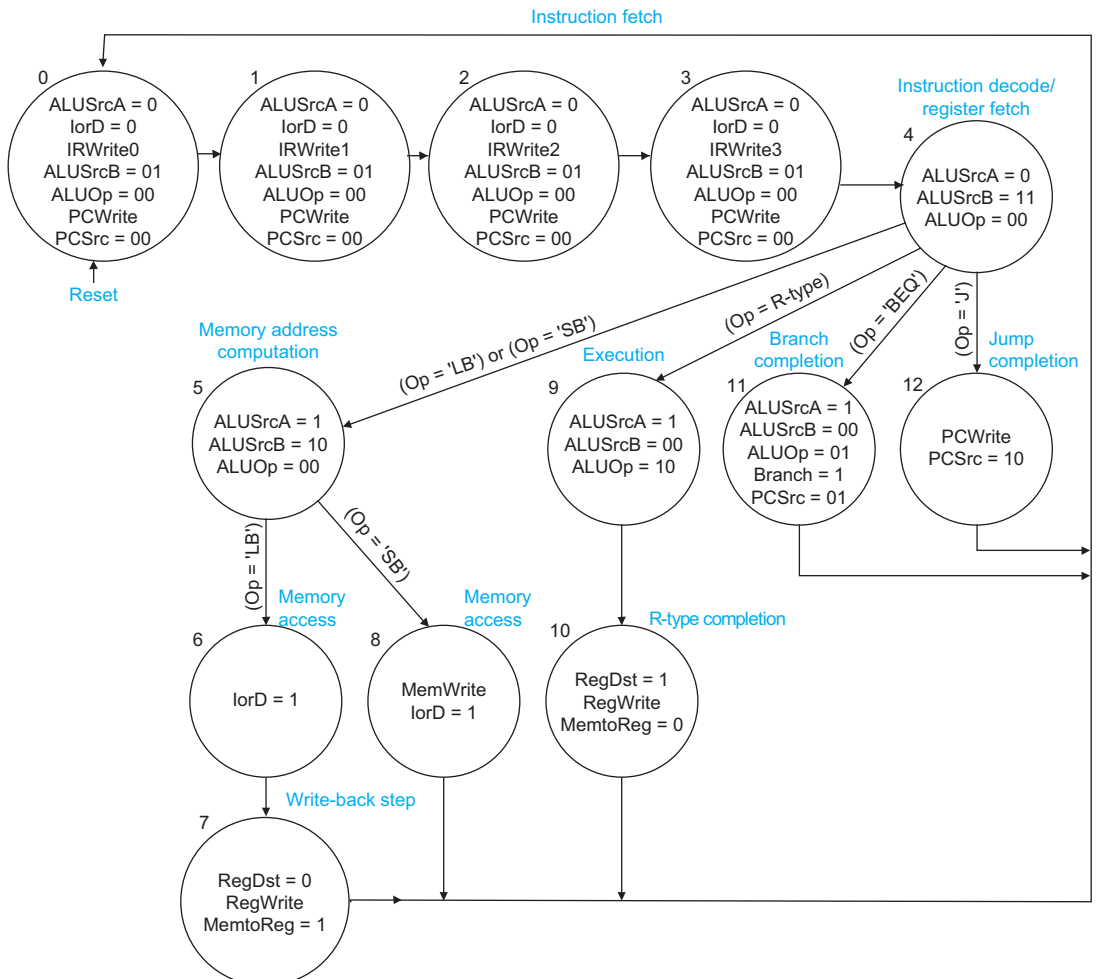 Instruction fetch
0
ALUSrcA = 0
IorD = 0
IRWrite0
ALUSrcB = 01
ALUOp = 00
PCWrite
PCSrc = 00
Reset
1
ALUSrcA = 0
IorD = 0
IRWrite1
ALUSrcB = 01
ALUOp = 00
PCWrite
PCSrc = 00
2
ALUSrcA = 0
IorD = 0
IRWrite2
ALUSrcB = 01
ALUOp = 00
PCWrite
PCSrc = 00
3
ALUSrcA = 0
IorD = 0
IRWrite3
ALUSrcB = 01
ALUOp = 00
PCWrite
PCSrc = 00
Instruction decode/
register fetch
4
ALUSrcA = 0
ALUSrcB = 11
ALUOp = 00
(Op = 'LB') or (Op = 'SB')
(Op = R-type)
(Op = 'BEQ')
(Op = 'J')
Memory address
computation
5
ALUSrcA = 1
ALUSrcB = 10
ALUOp = 00
Execution
9
ALUSrcA = 1
ALUSrcB = 00
ALUOp = 10
Branch
completion
11
ALUSrcA = 1
ALUSrcB = 00
ALUOp = 01
Branch = 1
PCSrc = 01
Jump
completion
12
PCWrite
PCSrc = 10
(Op = 'LB')
(Op = 'SB')
Memory
access
6
IorD = 1
Memory
access
8
MemWrite
IorD = 1
R-type completion
10
RegDst = 1
RegWrite
MemtoReg = 0
Write-back step
7
RegDst = 0
RegWrite
MemtoReg = 1